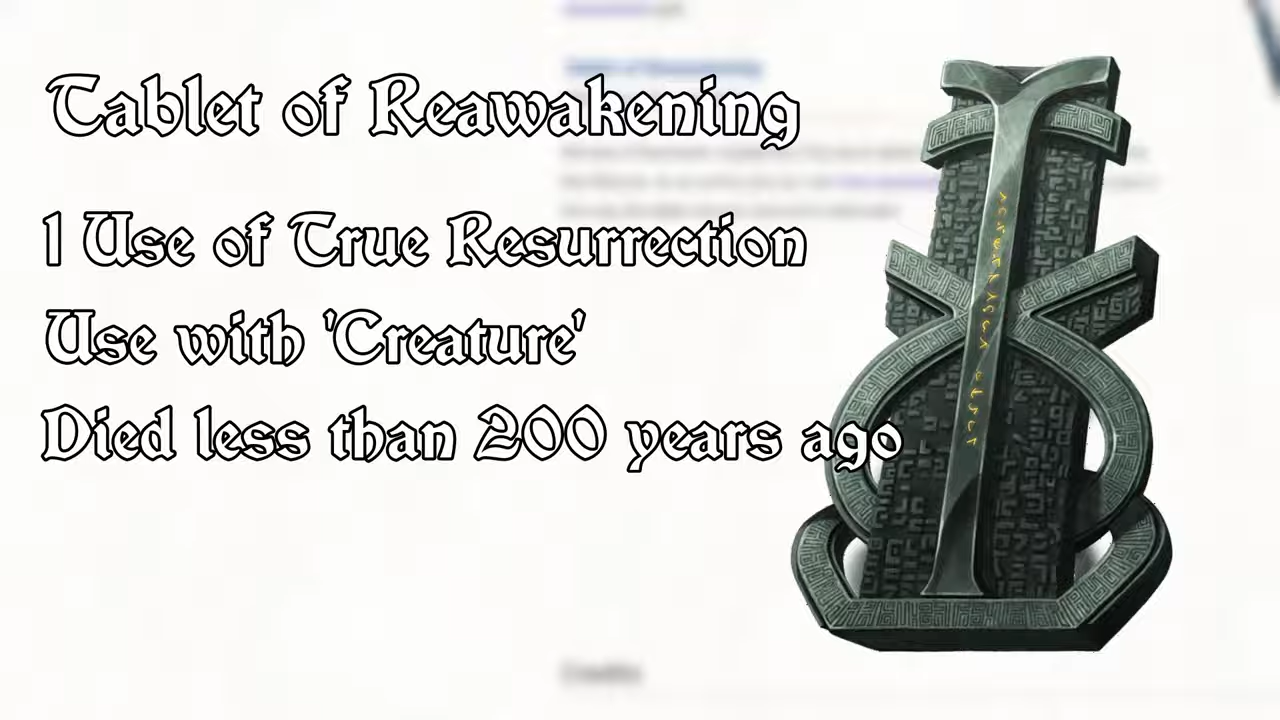 Tablet of Reawakening
1 Use of True Resurrection
Use with 'Creature'
Died less than 200 years ago